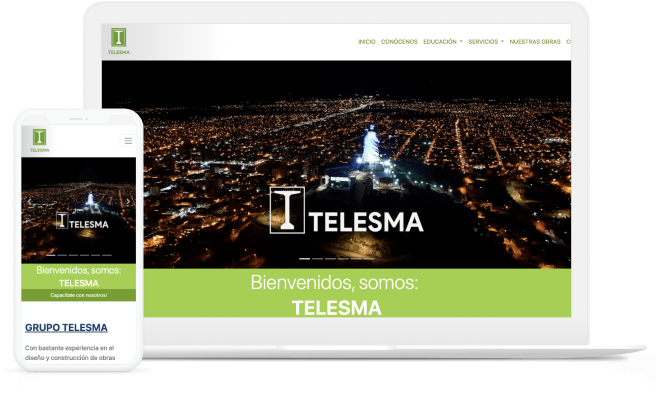 TELESMA
INICIO CONÓCENOS EDUCACIÓN SERVICIOS NUESTRAS OBRAS
TELESMA
Bienvenidos, somos:
TELESMA
TELESMA
TELESMA
Bienvenidos, somos:
TELESMA
Capacítate con nosotros!
GRUPO TELESMA
Con bastante experiencia en el
diseño y construcción de obras